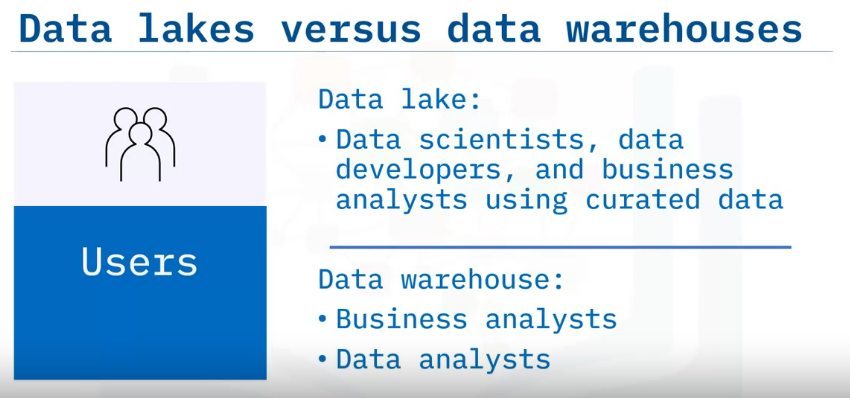 Data lakes versus data warehouses
Users
Data lake:
• Data scientists, data
developers, and business
analysts using curated data
Data warehouse:
• Business analysts
• Data analysts